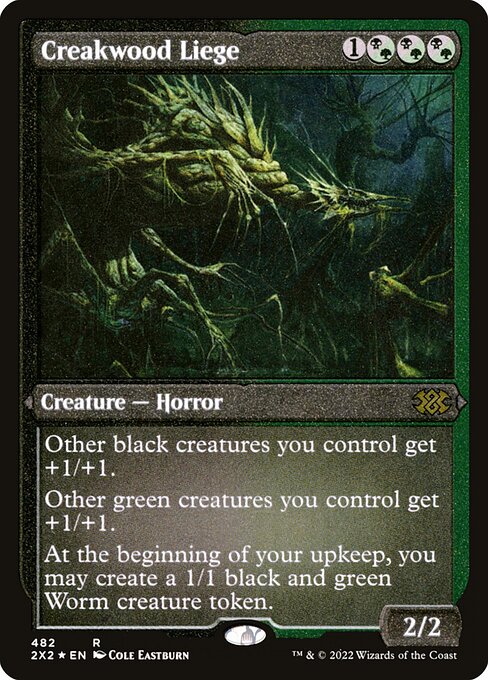 Creakwood Liege 1
Creature — Horror
Other black creatures you control get
+1/+1.
Other green creatures you control get
+1/+1.
At the beginning of your upkeep, you
may create a 1/1 black and green
Worm creature token.
2/2
482 R
2X2 ★ EN Cole Eastburn
™ & © 2022 Wizards of the Coast